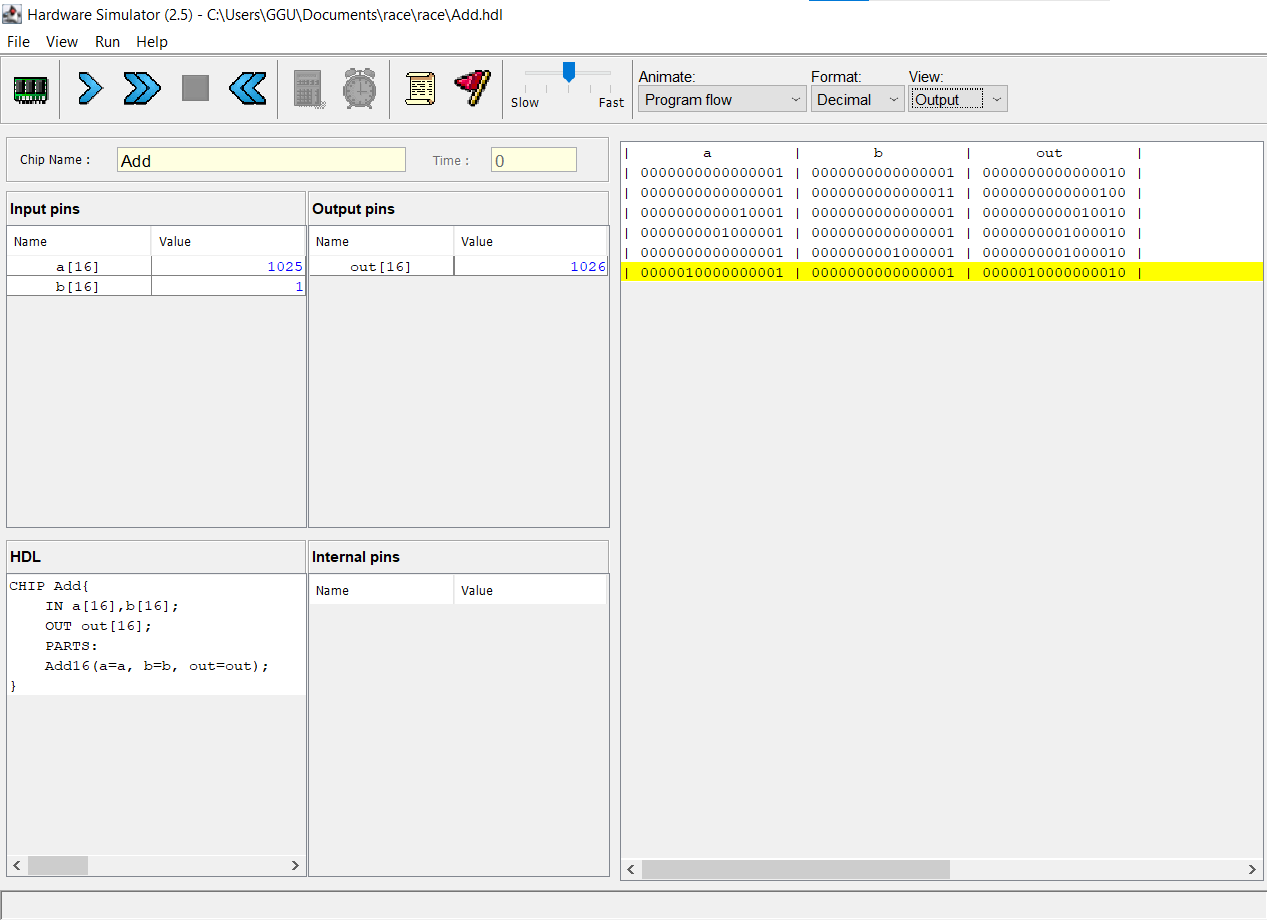 Hardware Simulator (2.5) - C:\Users\GGU\Documents\race\race\Add.hdl
File View Run Help
Slow Fast
Animate: Format: View:
Program flow Decimal Output
Chip Name : Add Time : 0
Input pins
Name Value
a[16] 1025
b[16] 1
Output pins
Name Value
out[16] 1026
HDL
CHIP Add{
IN a[16],b[16];
OUT out[16];
PARTS:
Add16(a=a, b=b, out=out);
}
Internal pins
Name Value
| a | b | out |
| 0000000000000001 | 0000000000000001 | 0000000000000010 |
| 0000000000000001 | 0000000000000011 | 0000000000000100 |
| 0000000000010001 | 0000000000000001 | 0000000000010010 |
| 0000000001000001 | 0000000000000001 | 0000000001000010 |
| 0000000000000001 | 0000000001000001 | 0000000001000010 |
| 0000010000000001 | 0000000000000001 | 0000010000000010 |